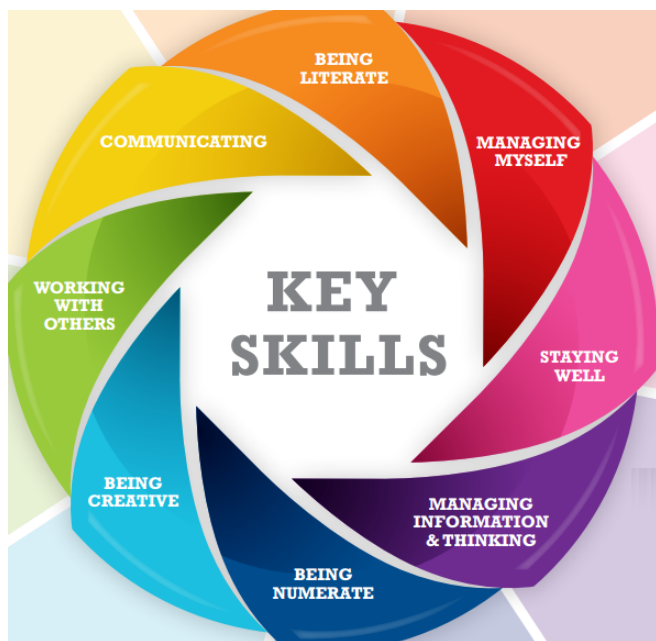 KEY
SKILLS
BEING
LITERATE
MANAGING
MYSELF
STAYING
WELL
MANAGING
INFORMATION
& THINKING
BEING
NUMERATE
BEING
CREATIVE
WORKING
WITH
OTHERS
COMMUNICATING